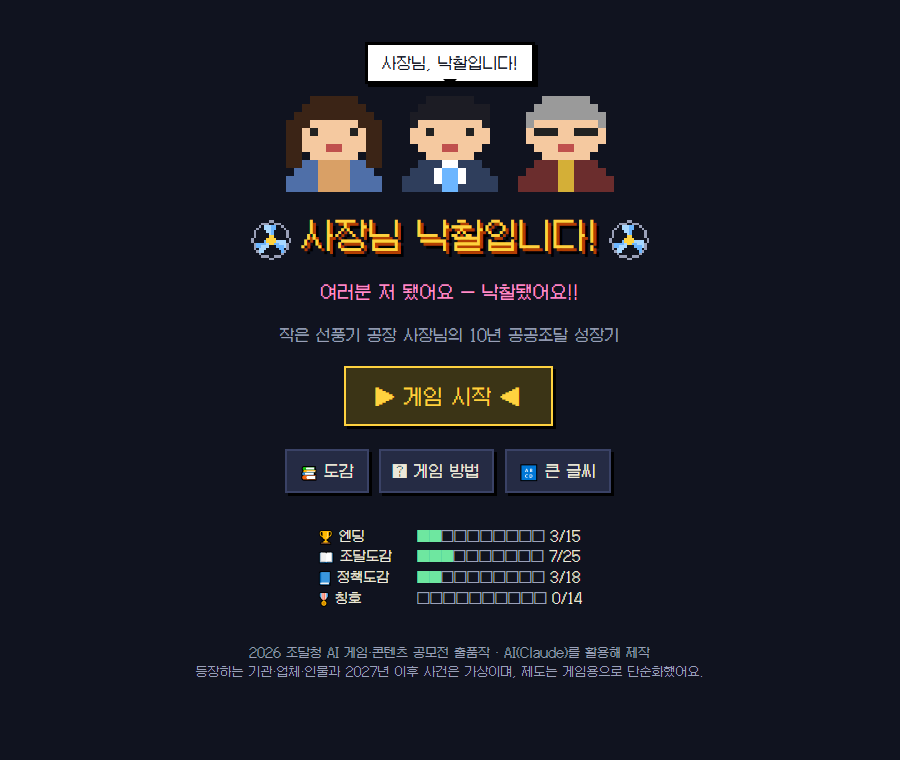 사장님, 낙찰입니다!
사장님 낙찰입니다!
여러분 저 됐어요 — 낙찰됐어요!!
작은 선풍기 공장 사장님의 10년 공공조달 성장기
▶ 게임 시작 ◀
도감
? 게임 방법
큰 글씨
엔딩 3/15
조달도감 7/25
정책도감 3/18
칭호 0/14
2026 조달청 AI 게임·콘텐츠 공모전 출품작 · AI(Claude)를 활용해 제작
등장하는 기관·업체·인물과 2027년 이후 사건은 가상이며, 제도는 게임용으로 단순화했어요.